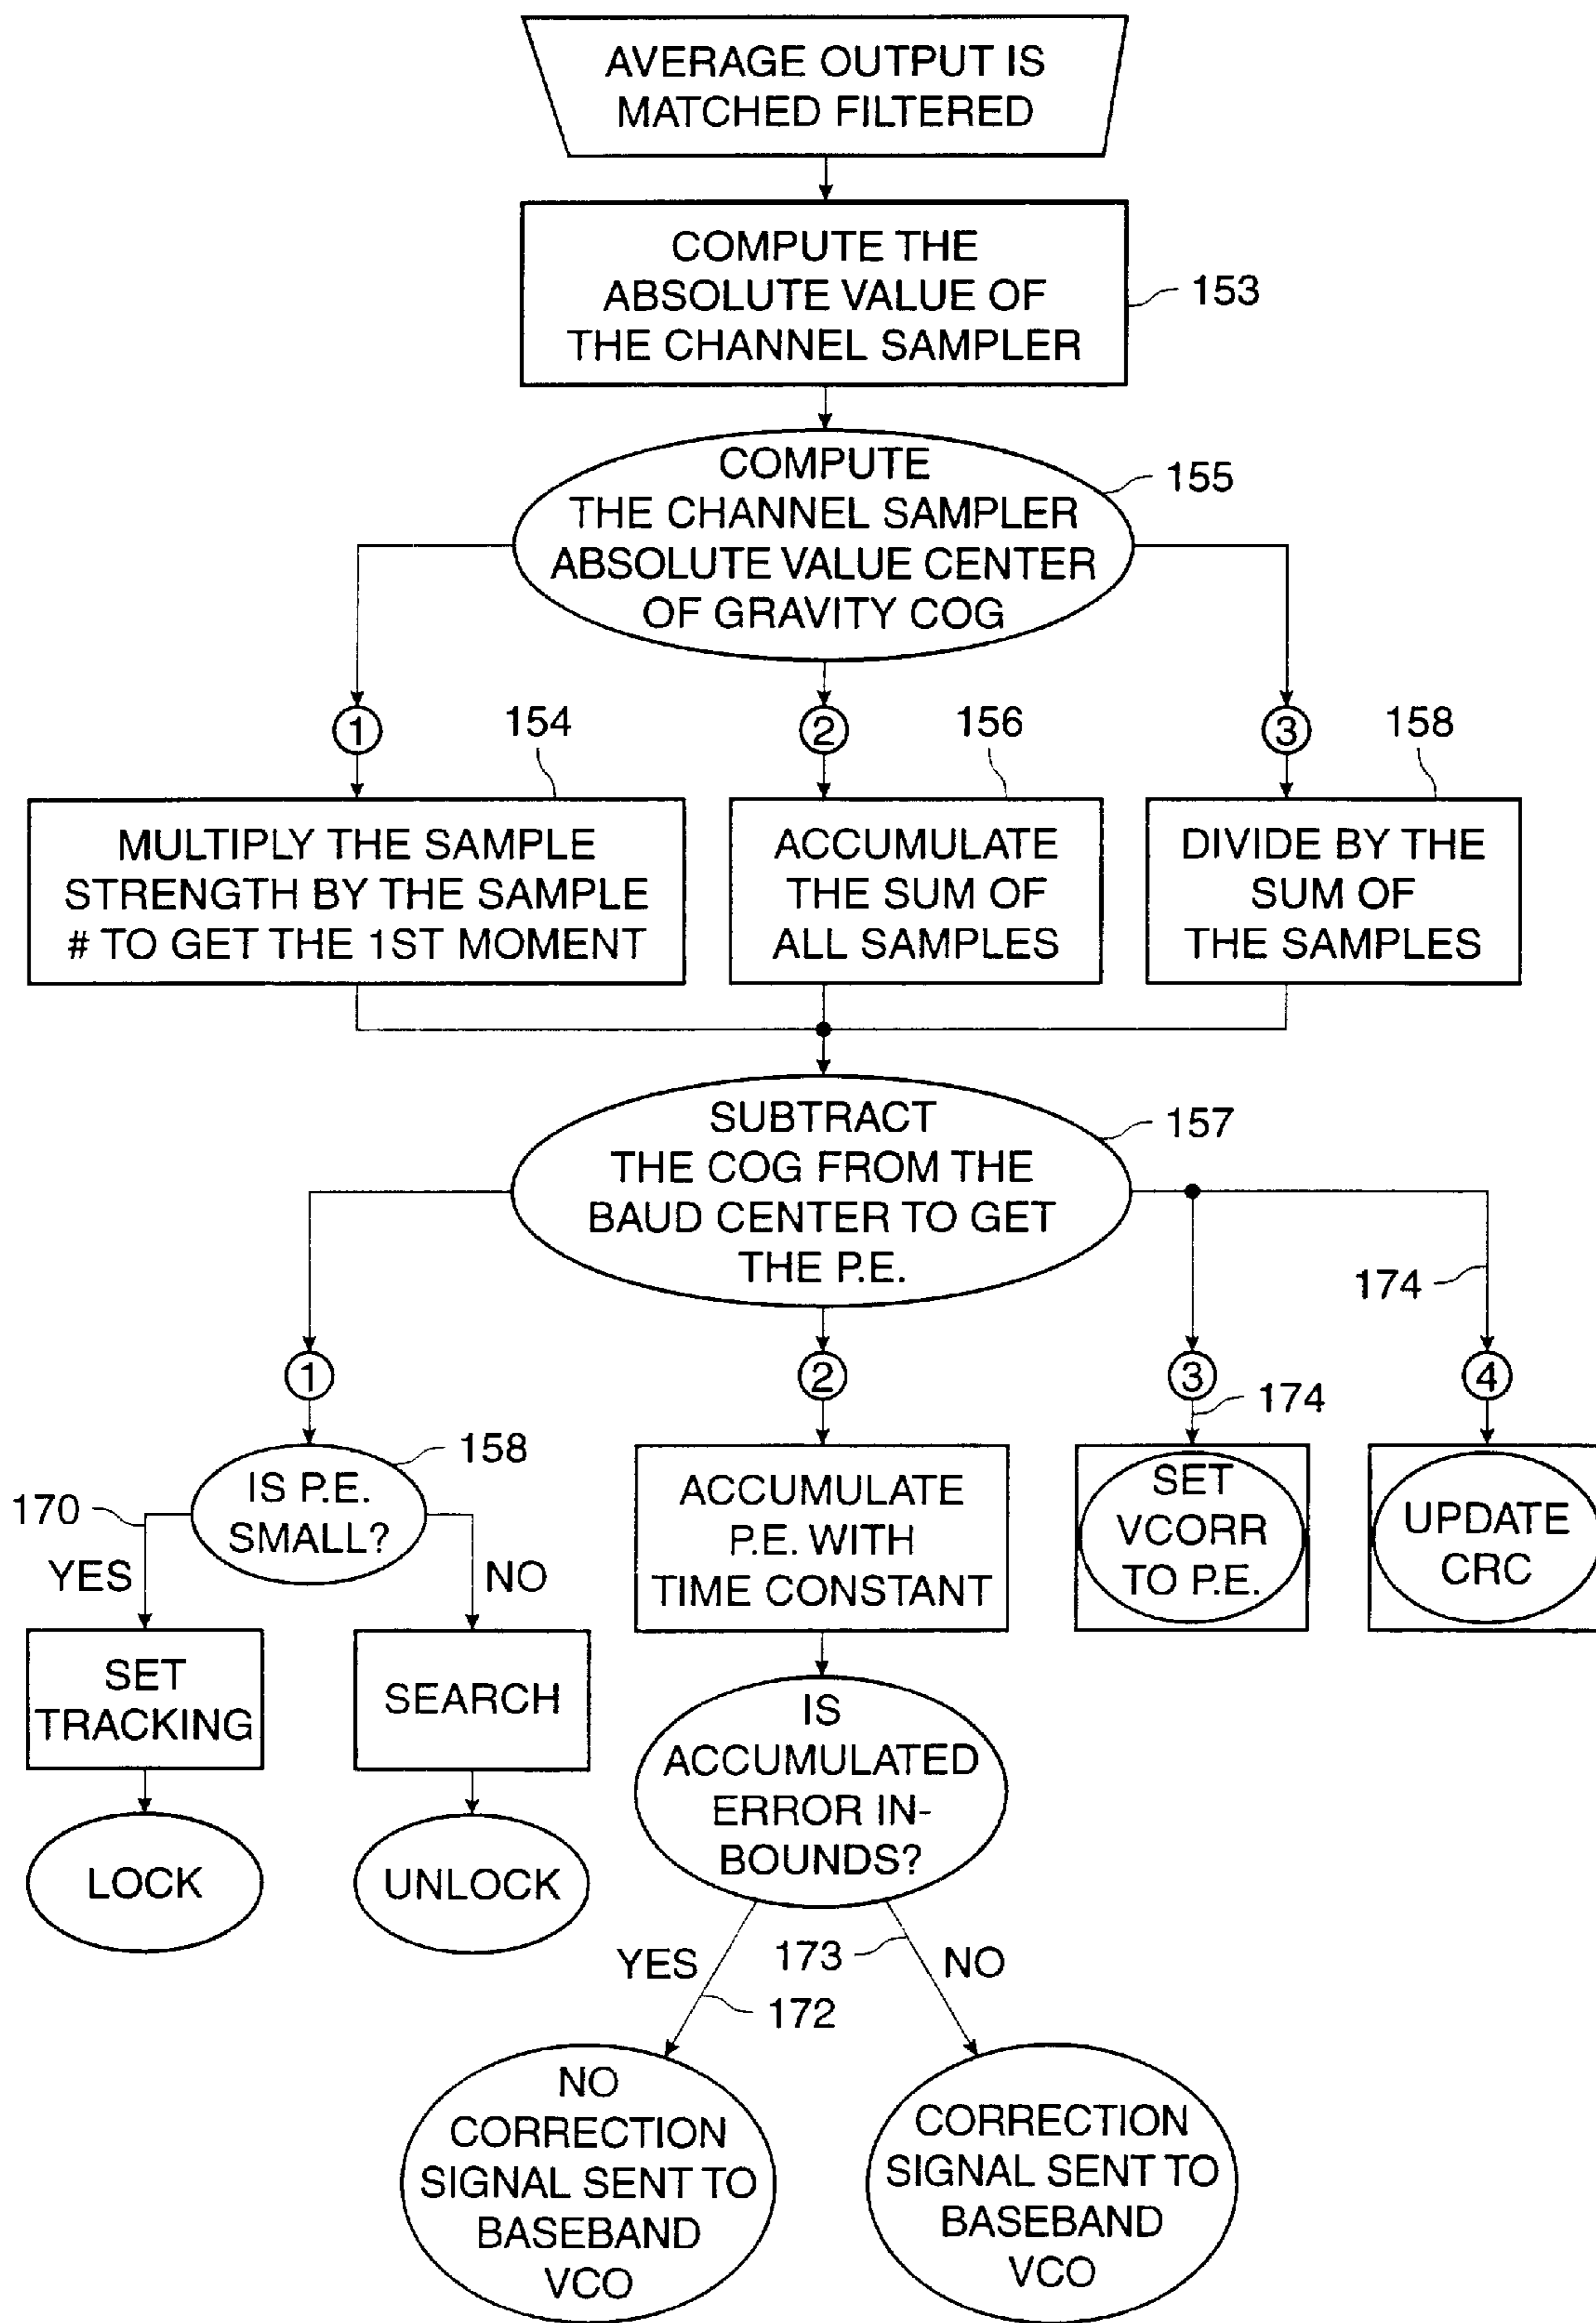 AVERAGE OUTPUT IS
MATCHED FILTERED
COMPUTE THE
ABSOLUTE VALUE OF
THE CHANNEL SAMPLER
153
COMPUTE
THE CHANNEL SAMPLER
ABSOLUTE VALUE CENTER
OF GRAVITY COG
155
1
154
2
156
3
158
MULTIPLY THE SAMPLE
STRENGTH BY THE SAMPLE
# TO GET THE 1ST MOMENT
ACCUMULATE
THE SUM OF
ALL SAMPLES
DIVIDE BY THE
SUM OF
THE SAMPLES
SUBTRACT
THE COG FROM THE
BAUD CENTER TO GET
THE P.E.
157
174
1
2
3
174
4
IS P.E.
SMALL?
158
170
YES
NO
SET
TRACKING
SEARCH
LOCK
UNLOCK
ACCUMULATE
P.E. WITH
TIME CONSTANT
SET
VCORR
TO P.E.
UPDATE
CRC
IS
ACCUMULATED
ERROR IN-
BOUNDS?
YES
172
173
NO
NO
CORRECTION
SIGNAL SENT TO
BASEBAND
VCO
CORRECTION
SIGNAL SENT TO
BASEBAND
VCO